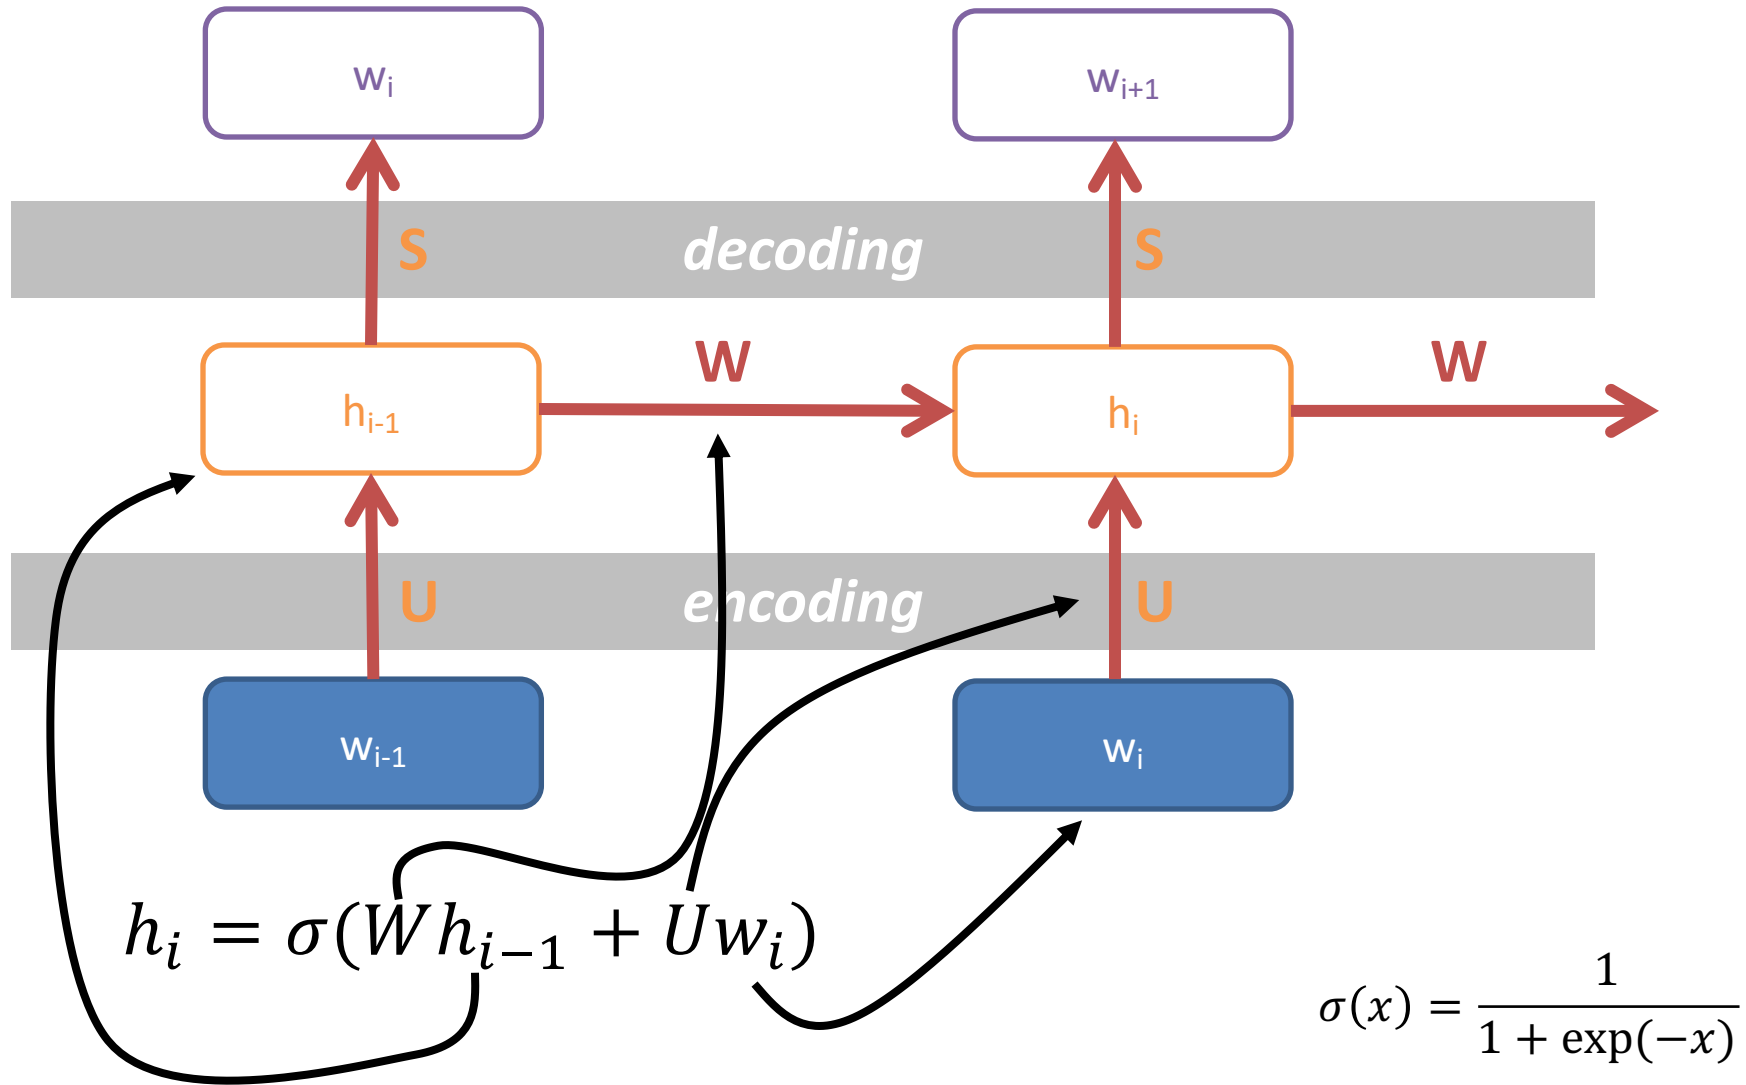 wᵢ wᵢ₊₁
S decoding S
W W
hᵢ₋₁ hᵢ
U encoding U
wᵢ₋₁ wᵢ
hᵢ = σ(Whᵢ₋₁ + Uwᵢ)
σ(x) = 1 / (1 + exp(−x))